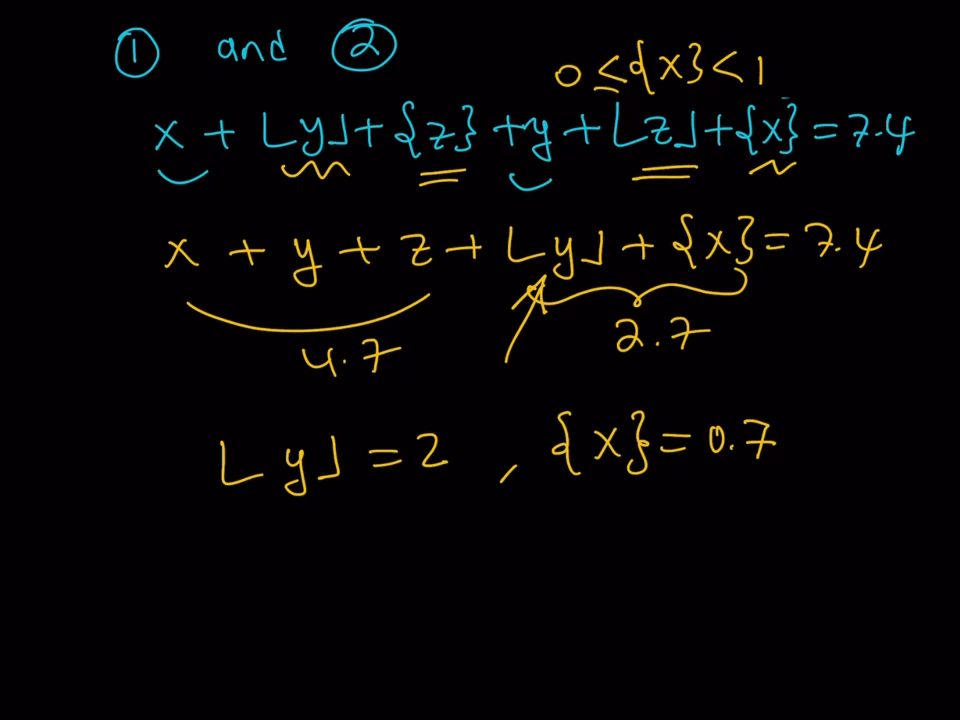 ① and ②
0 ≤ {x} < 1
x + ⌊y⌋ + {z} + y + ⌊z⌋ + {x} = 7.4
x + y + z + ⌊y⌋ + {x} = 7.4
4.7 2.7
⌊y⌋ = 2 , {x} = 0.7